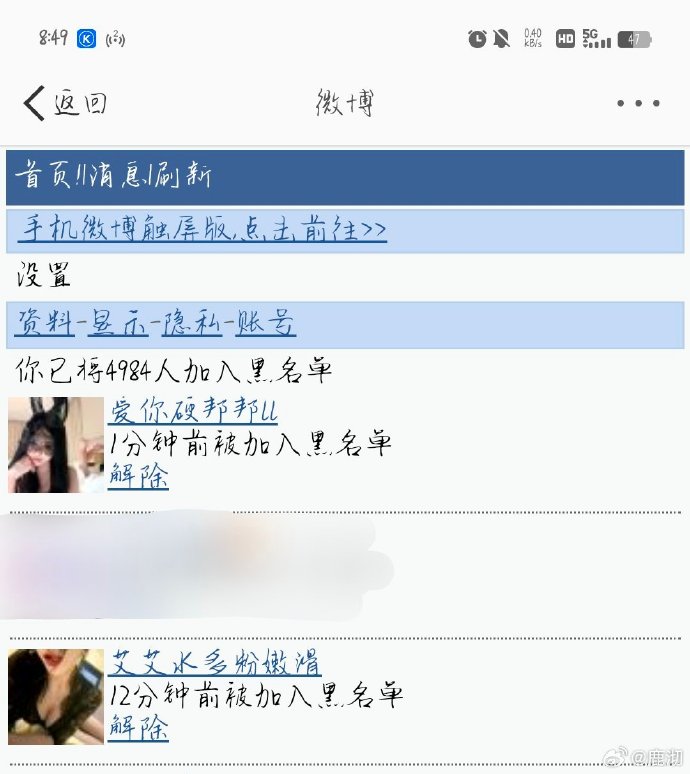 8:49
0.40 KB/s HD 5G 47
返回
微博
首页!|消息|刷新
手机微博触屏版,点击前往>>
设置
资料-显示-隐私-账号
你已将4984人加入黑名单
爱你硬邦邦ll
1分钟前被加入黑名单
解除
艾艾水多粉嫩滑
12分钟前被加入黑名单
解除
@鹿沏